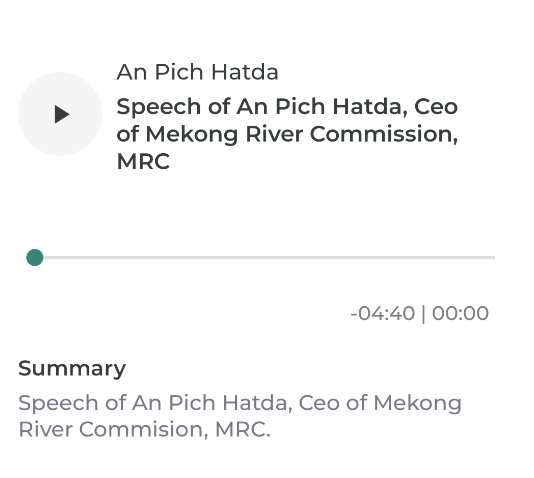 An Pich Hatda
Speech of An Pich Hatda, Ceo
of Mekong River Commission,
MRC
-04:40 | 00:00
Summary
Speech of An Pich Hatda, Ceo of Mekong
River Commision, MRC.